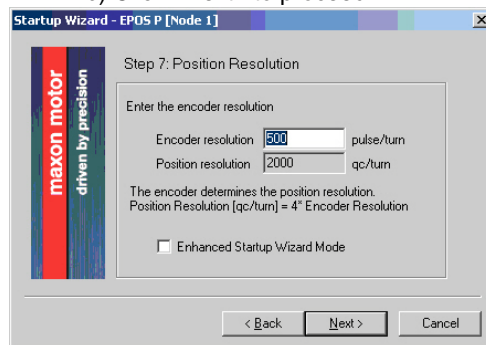 Startup Wizard - EPOS P [Node 1]
maxon motor
driven by precision
Step 7: Position Resolution
Enter the encoder resolution
Encoder resolution 500 pulse/turn
Position resolution 2000 qc/turn
The encoder determines the position resolution.
Position Resolution [qc/turn] = 4* Encoder Resolution
Enhanced Startup Wizard Mode
< Back Next > Cancel